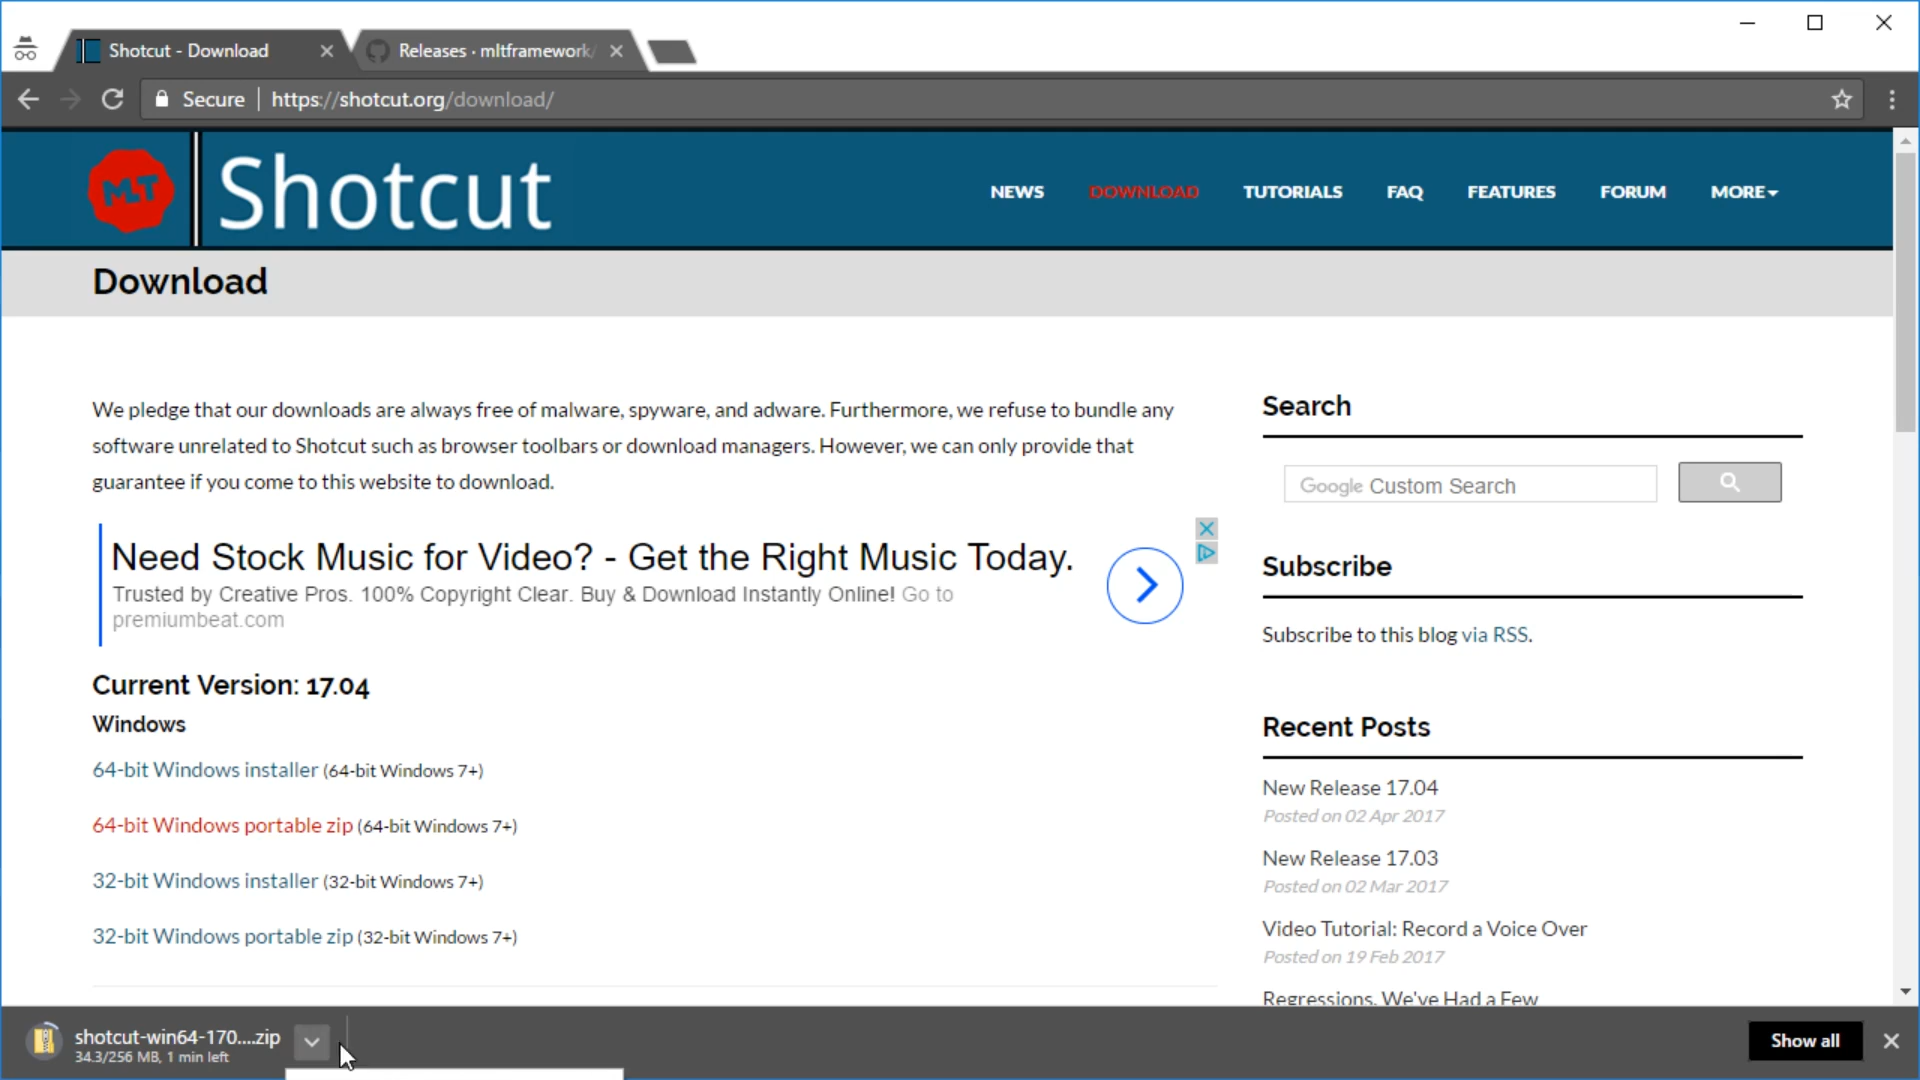 Shotcut - Download
Releases · mltframework/
Secure
https://shotcut.org/download/
MLT
Shotcut
NEWS
DOWNLOAD
TUTORIALS
FAQ
FEATURES
FORUM
MORE
Download
We pledge that our downloads are always free of malware, spyware, and adware. Furthermore, we refuse to bundle any
software unrelated to Shotcut such as browser toolbars or download managers. However, we can only provide that
guarantee if you come to this website to download.
Need Stock Music for Video? - Get the Right Music Today.
Trusted by Creative Pros. 100% Copyright Clear. Buy & Download Instantly Online! Go to
premiumbeat.com
Current Version: 17.04
Windows
64-bit Windows installer (64-bit Windows 7+)
64-bit Windows portable zip (64-bit Windows 7+)
32-bit Windows installer (32-bit Windows 7+)
32-bit Windows portable zip (32-bit Windows 7+)
Search
Google Custom Search
Subscribe
Subscribe to this blog via RSS.
Recent Posts
New Release 17.04
Posted on 02 Apr 2017
New Release 17.03
Posted on 02 Mar 2017
Video Tutorial: Record a Voice Over
Posted on 19 Feb 2017
Regressions, We've Had a Few
shotcut-win64-170....zip
34.3/256 MB, 1 min left
Show all